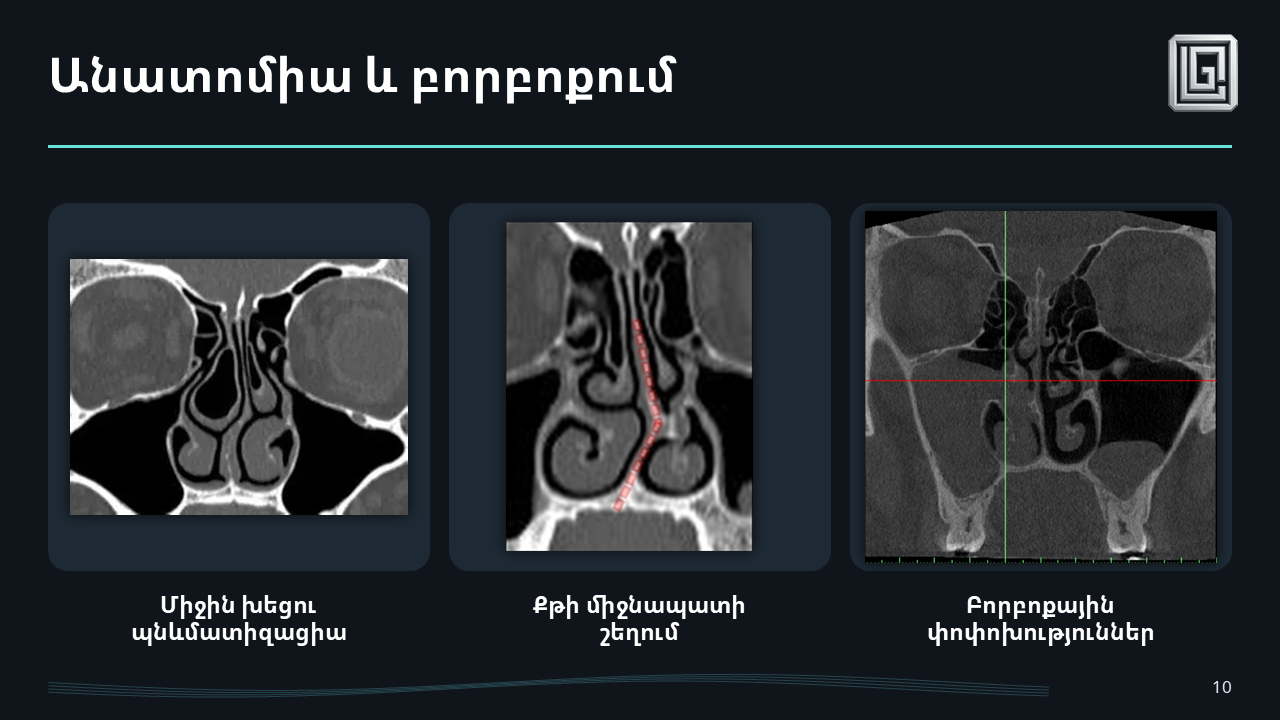 Անատոմիա և բորբոքում
Միջին խեցու
պնևմատիզացիա
Քթի միջնապատի
շեղում
Բորբոքային
փոփոխություններ
10